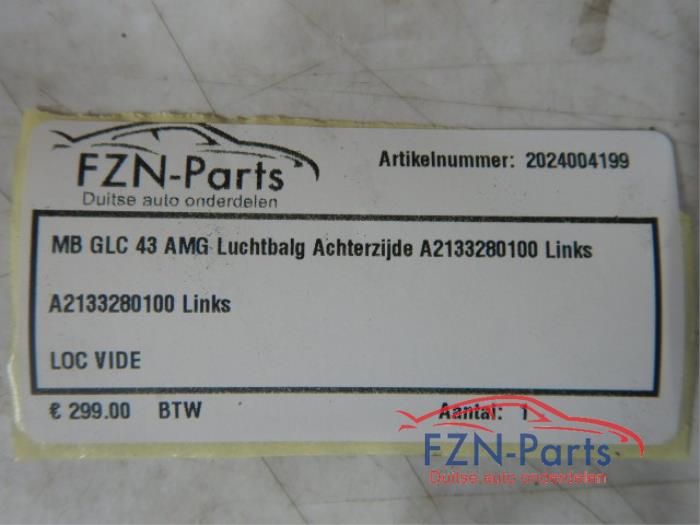 FZN-Parts
Duitse auto onderdelen
Artikelnummer: 2024004199
MB GLC 43 AMG Luchtbalg Achterzijde A2133280100 Links
A2133280100 Links
LOC VIDE
€ 299.00 BTW
Aantal: 1
FZN-Parts
Duitse auto onderdelen